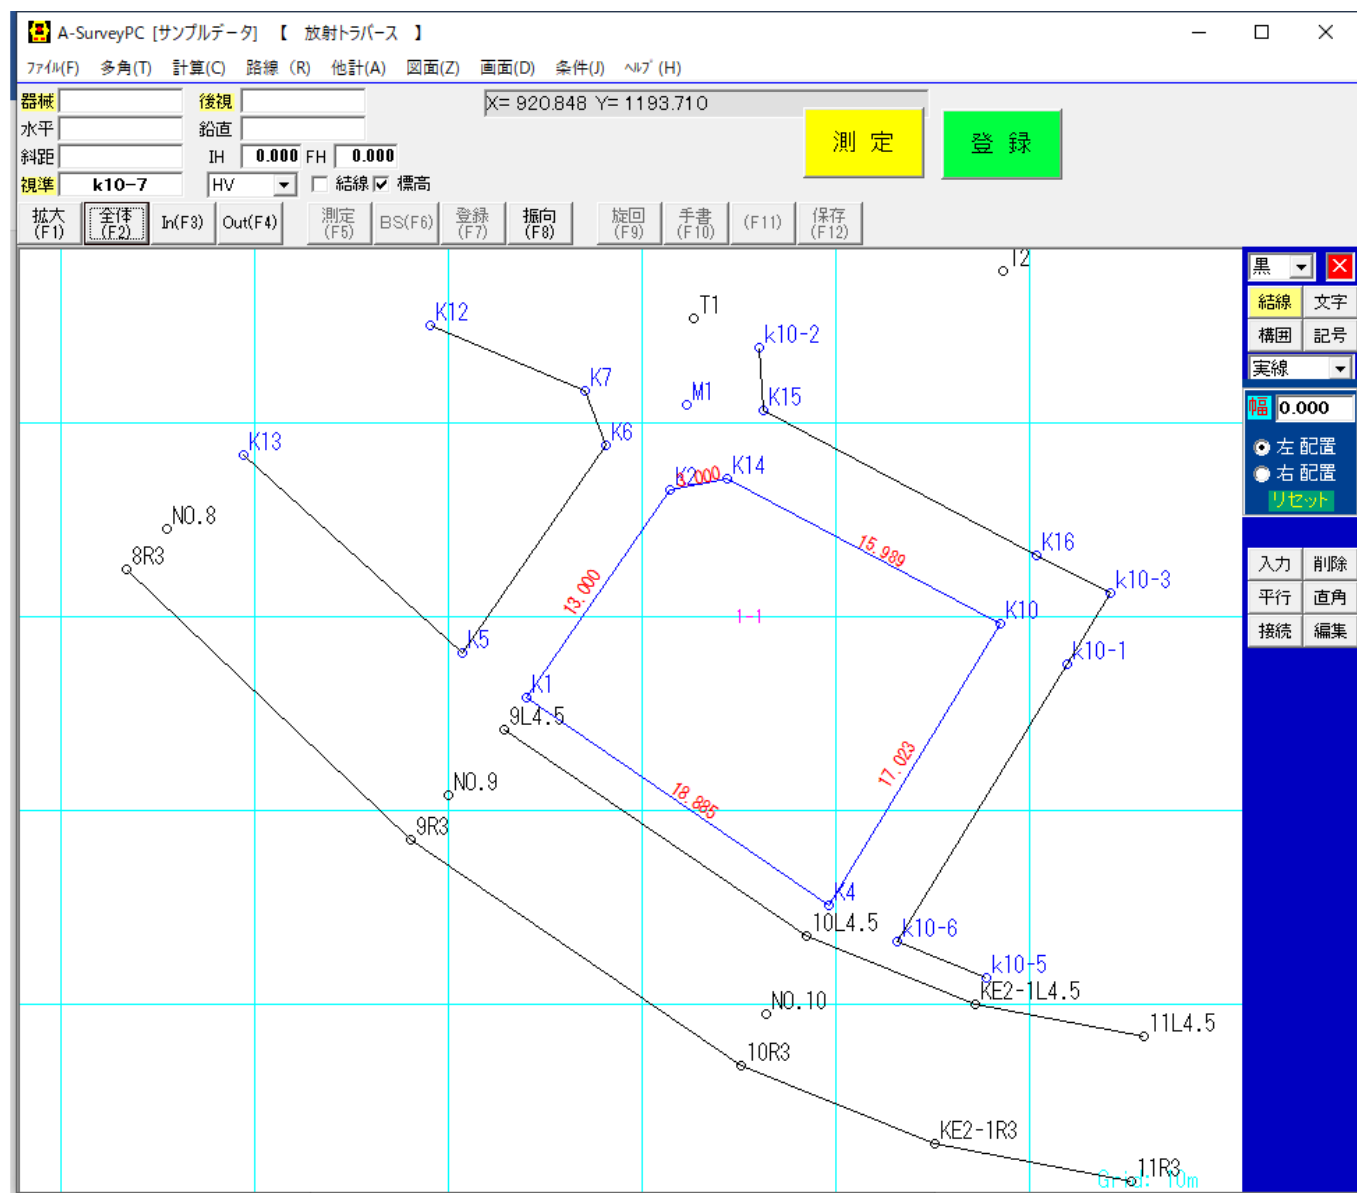 A-SurveyPC [サンプルデータ] 【 放射トラバース 】
ファイル(F) 多角(T) 計算(C) 路線 (R) 他計(A) 図面(Z) 画面(D) 条件(J) ヘルプ(H)
器械 後視 X= 920.848 Y= 1193.710
水平 鉛直
測 定 登 録
斜距 IH 0.000 FH 0.000
視準 k10-7 HV 結線 標高
拡大(F1) 全体(F2) In(F3) Out(F4) 測定(F5) BS(F6) 登録(F7) 振向(F8) 旋回(F9) 手書(F10) (F11) 保存(F12)
黒
結線 文字
構囲 記号
実線
幅 0.000
左 配置
右 配置
リセット
入力 削除
平行 直角
接続 編集
T2
T1
K12
k10-2
K7
M1
K15
K6
K13
K2
3.000
K14
NO.8
8R3
15.989
K16
k10-3
13.000
1-1
K10
K5
k10-1
K1
9L4.5
NO.9
18.885
17.023
9R3
K4
10L4.5
k10-6
k10-5
KE2-1L4.5
NO.10
11L4.5
10R3
KE2-1R3
11R3
Grid: 10m